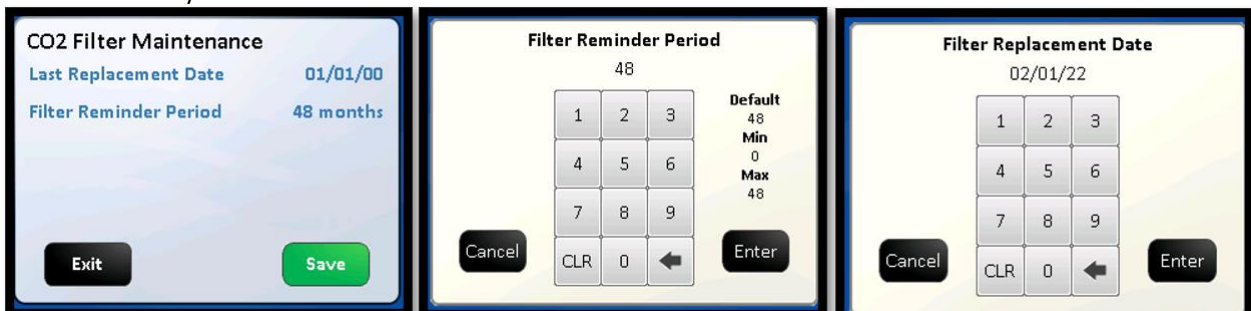 CO2 Filter Maintenance
Last Replacement Date 01/01/00
Filter Reminder Period 48 months
Exit Save
Filter Reminder Period
48
1 2 3
4 5 6
7 8 9
CLR 0
Default
48
Min
0
Max
48
Cancel Enter
Filter Replacement Date
02/01/22
1 2 3
4 5 6
7 8 9
CLR 0
Cancel Enter